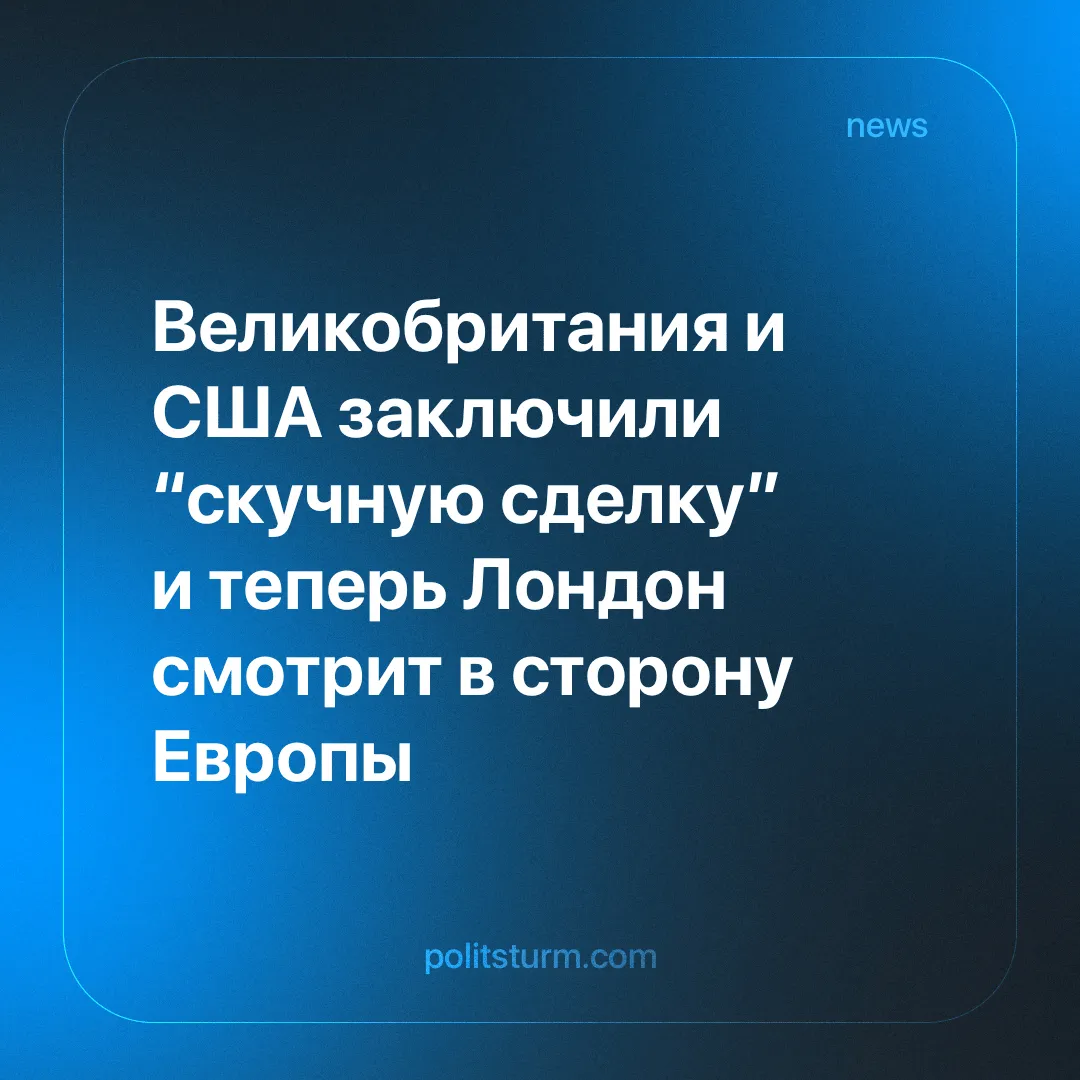 news
Великобритания и
США заключили
“скучную сделку”
и теперь Лондон
смотрит в сторону
Европы
politsturm.com